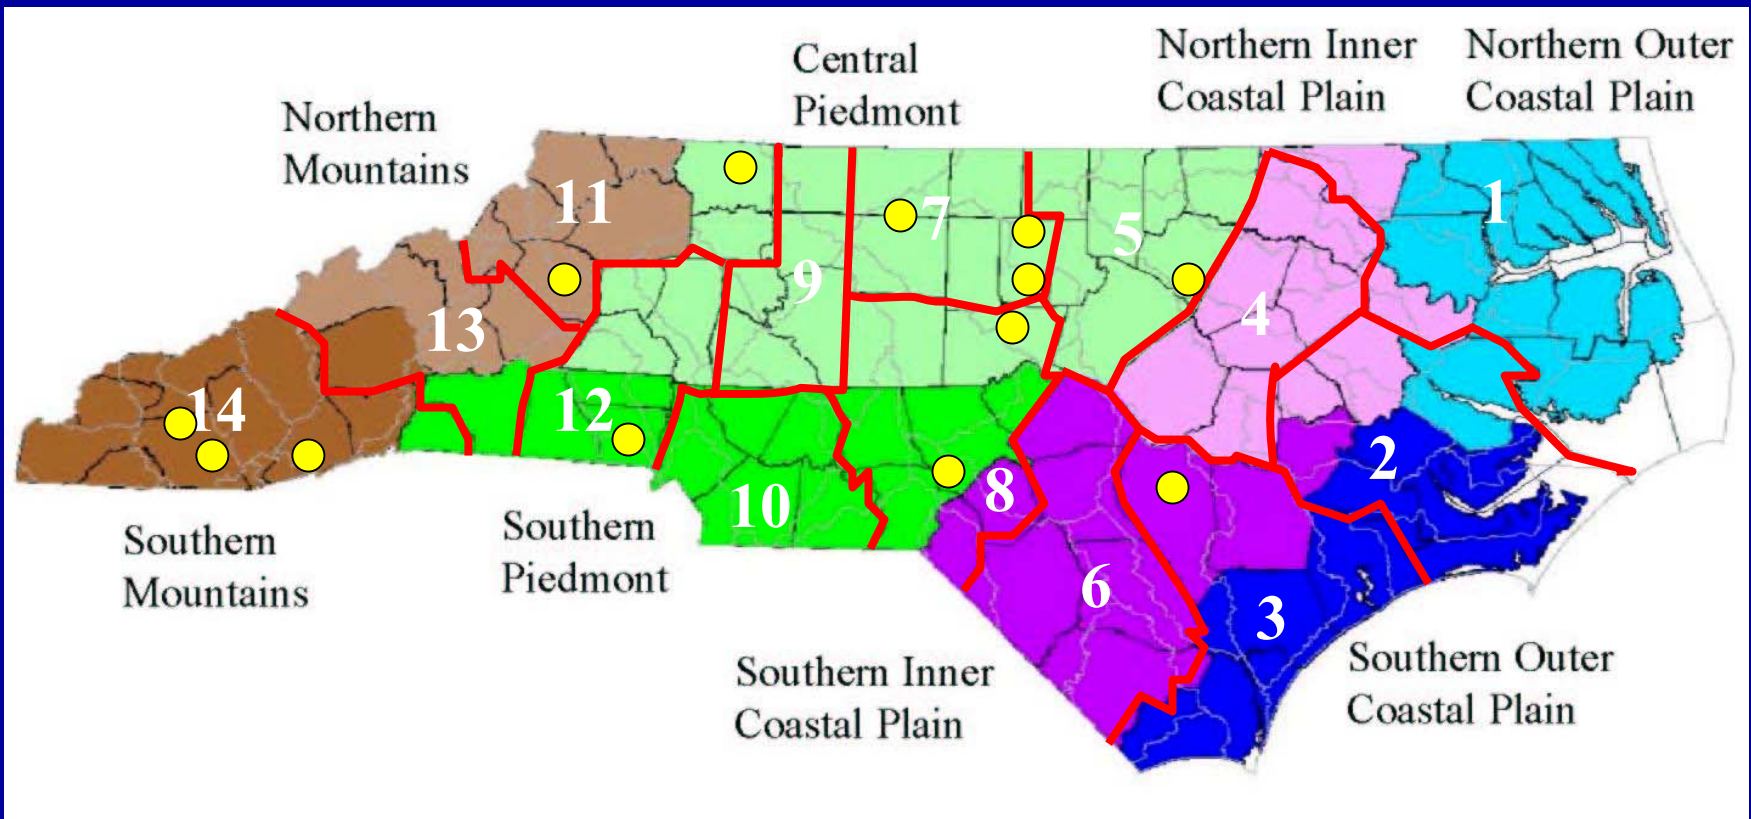 Central
Piedmont
Northern Inner
Coastal Plain
Northern Outer
Coastal Plain
Northern
Mountains
11
7
5
1
9
4
13
14
12
2
8
10
6
3
Southern
Mountains
Southern
Piedmont
Southern Inner
Coastal Plain
Southern Outer
Coastal Plain